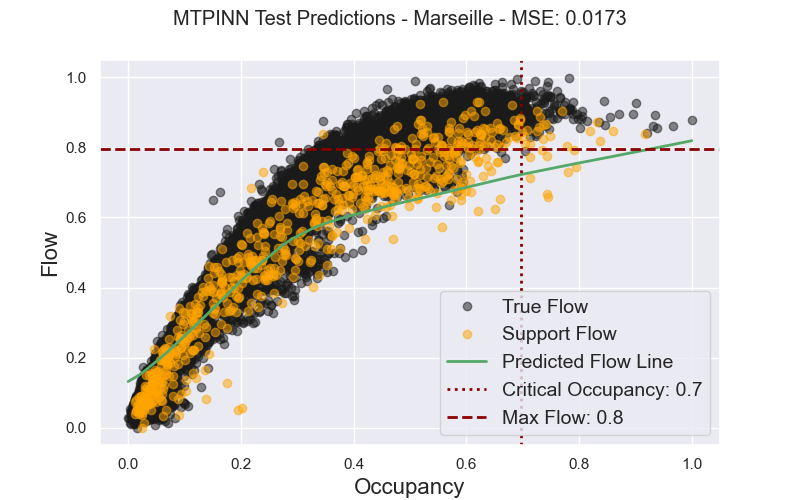 MTPINN Test Predictions - Marseille - MSE: 0.0173
Flow
1.0
0.8
0.6
0.4
0.2
0.0
True Flow
Support Flow
Predicted Flow Line
Critical Occupancy: 0.7
Max Flow: 0.8
0.0 0.2 0.4 0.6 0.8 1.0
Occupancy